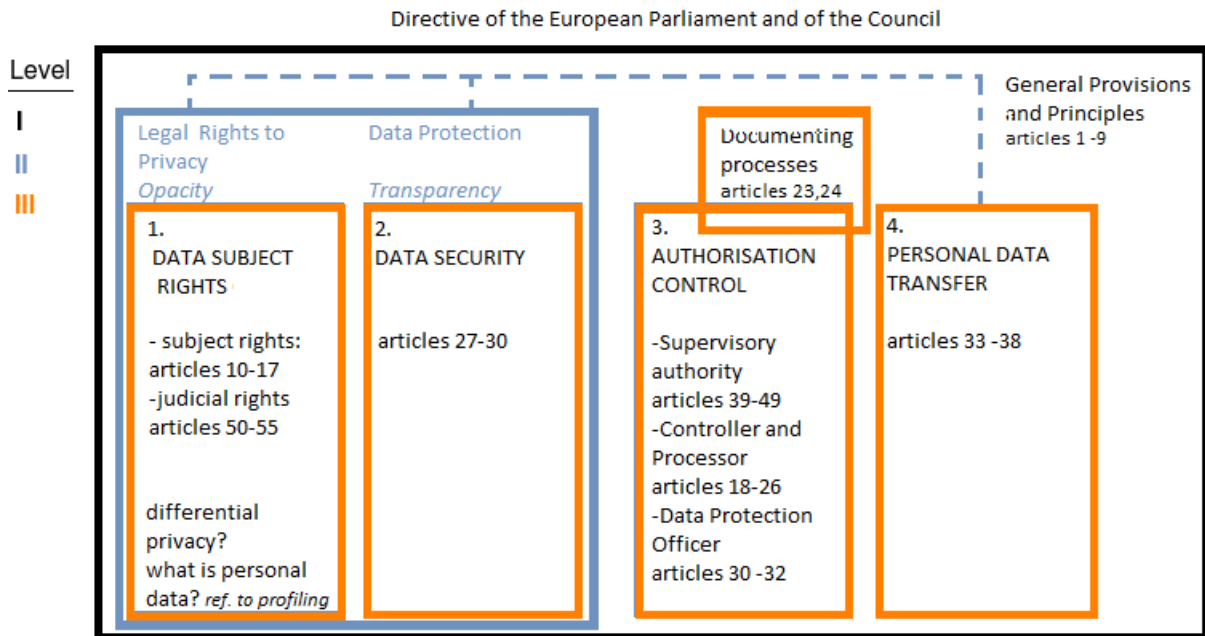 Directive of the European Parliament and of the Council
Level
I
II
III
General Provisions
and Principles
articles 1 -9
Legal Rights to
Privacy
Opacity
Data Protection
Transparency
Documenting
processes
articles 23,24
1.
DATA SUBJECT
RIGHTS
- subject rights:
articles 10-17
-judicial rights
articles 50-55
differential
privacy?
what is personal
data? ref. to profiling
2.
DATA SECURITY
articles 27-30
3.
AUTHORISATION
CONTROL
-Supervisory
authority
articles 39-49
-Controller and
Processor
articles 18-26
-Data Protection
Officer
articles 30 -32
4.
PERSONAL DATA
TRANSFER
articles 33 -38